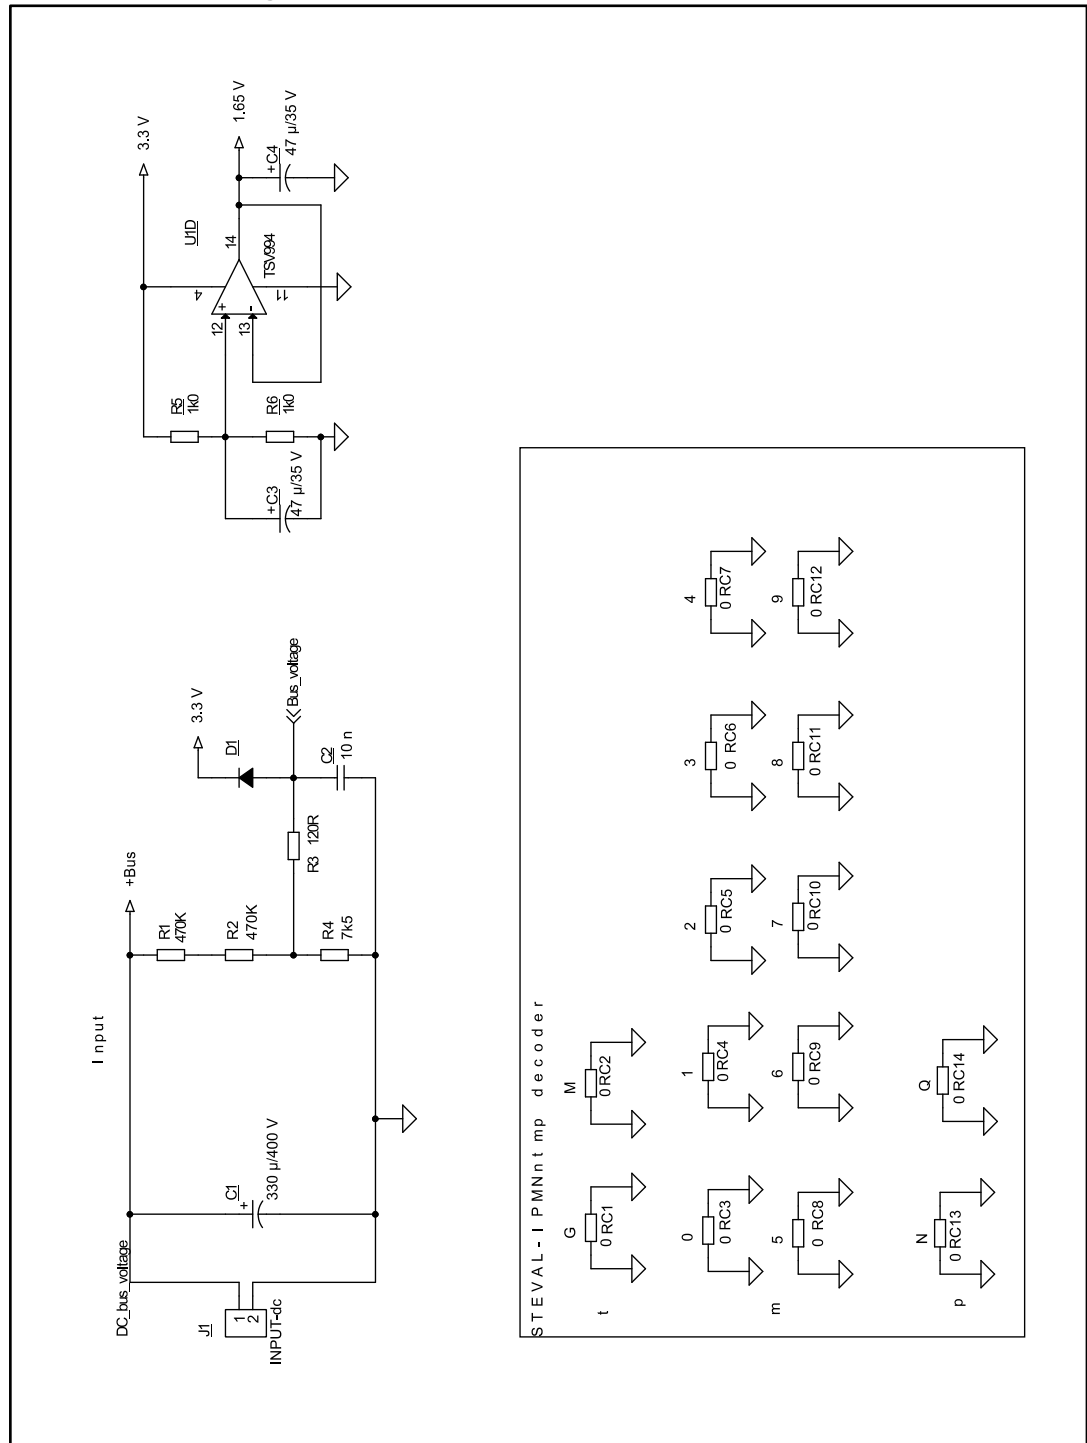 Input
J1
1
2
INPUT-dc
DC_bus_voltage
C1
+
330 µ/400 V
+Bus
R1
470K
R2
470K
R4
7k5
R3 120R
3.3 V
D1
C2
10 n
Bus_voltage
+C3
47 µ/35 V
R5
1k0
R6
1k0
3.3 V
U1D
4
12
+
13
-
11
14
TSV994
1.65 V
+C4
47 µ/35 V
STEVAL-IPMNntmp decoder
t
G
0 RC1
M
0 RC2
m
0
0 RC3
1
0 RC4
2
0 RC5
3
0 RC6
4
0 RC7
5
0 RC8
6
0 RC9
7
0 RC10
8
0 RC11
9
0 RC12
p
N
0 RC13
Q
0 RC14